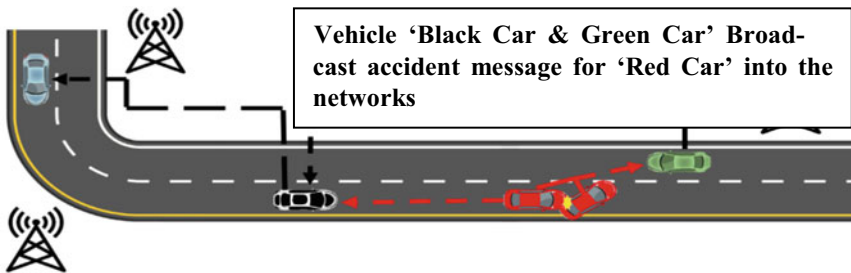 Vehicle ‘Black Car & Green Car’ Broad-
cast accident message for ‘Red Car’ into the
networks